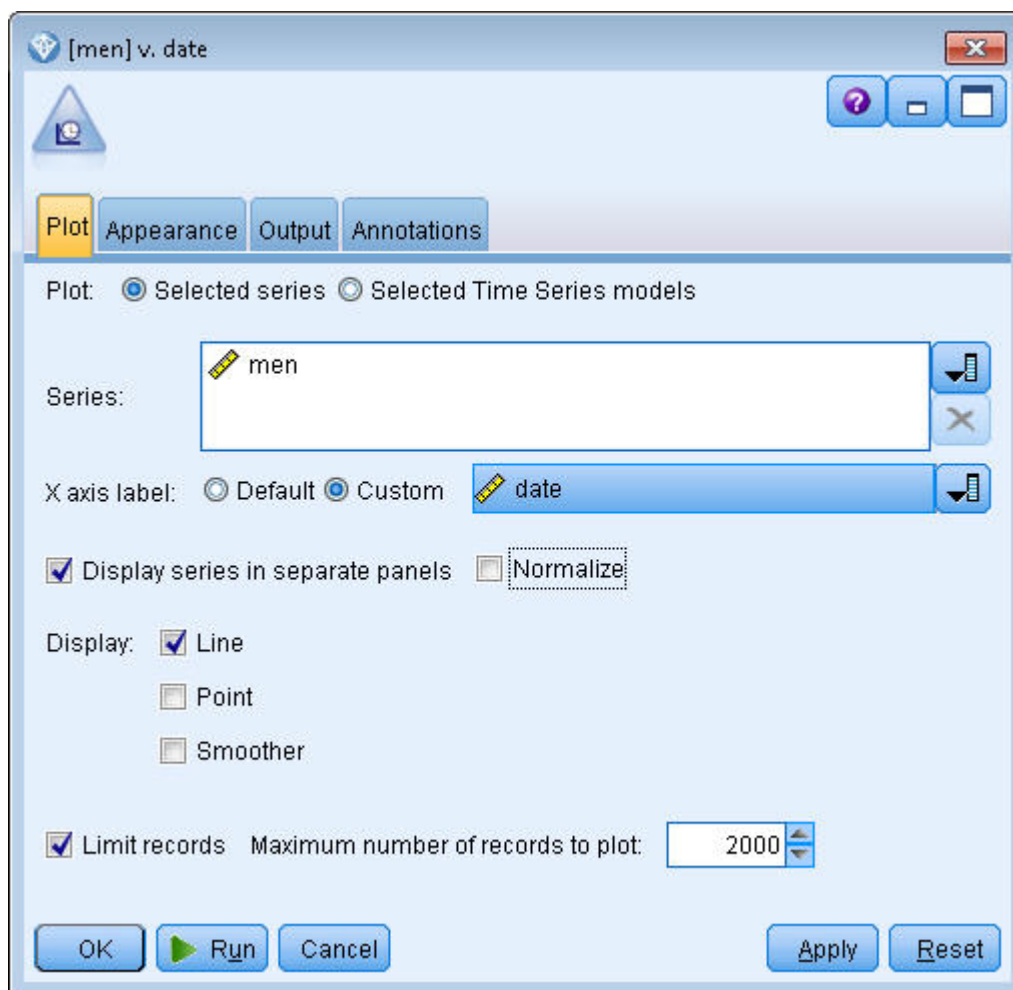 [men] v. date
Plot Appearance Output Annotations
Plot: Selected series Selected Time Series models
Series: men
X axis label: Default Custom date
Display series in separate panels Normalize
Display: Line
Point
Smoother
Limit records Maximum number of records to plot: 2000
OK Run Cancel Apply Reset